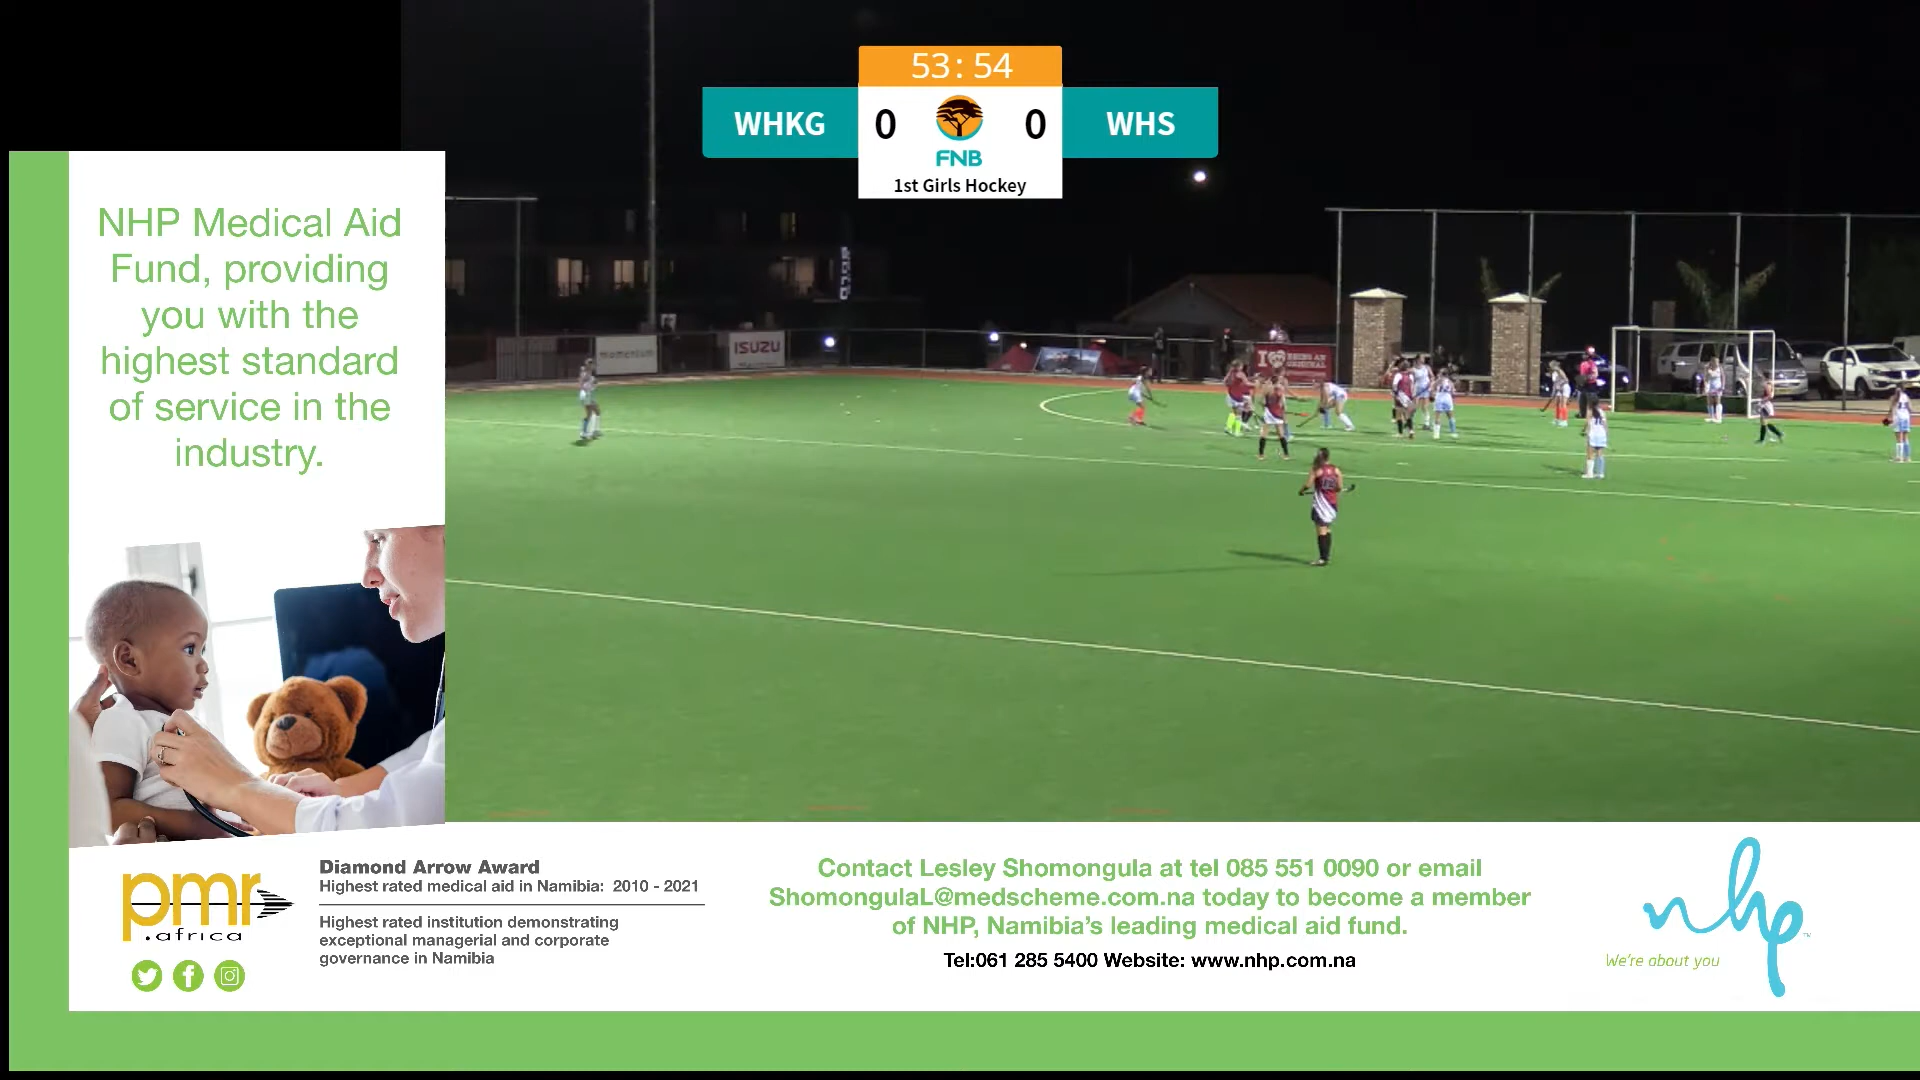 53: 54
WHKG
0
0
WHS
FNB
1st Girls Hockey
NHP Medical Aid
Fund, providing
you with the
highest standard
of service in the
industry.
momentum
ISUZU
pmr
.africa
Diamond Arrow Award
Highest rated medical aid in Namibia: 2010 - 2021
Highest rated institution demonstrating
exceptional managerial and corporate
governance in Namibia
Contact Lesley Shomongula at tel 085 551 0090 or email
ShomongulaL@medscheme.com.na today to become a member
of NHP, Namibia's leading medical aid fund.
Tel:061 285 5400 Website: www.nhp.com.na
nhp
We're about you